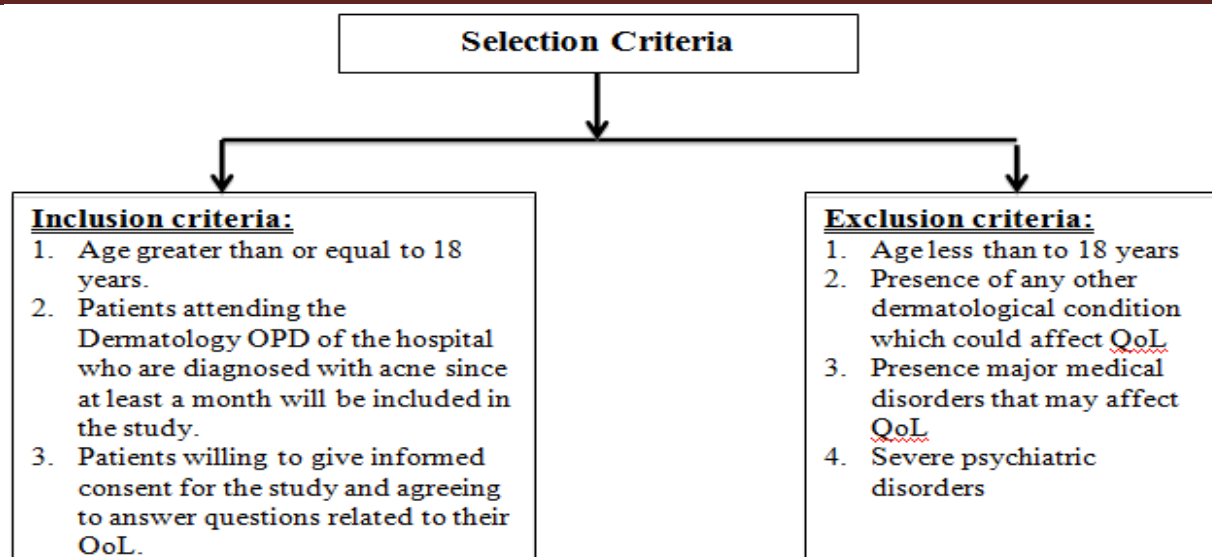 Selection Criteria
Inclusion criteria:
1. Age greater than or equal to 18
years.
2. Patients attending the
Dermatology OPD of the hospital
who are diagnosed with acne since
at least a month will be included in
the study.
3. Patients willing to give informed
consent for the study and agreeing
to answer questions related to their
QoL.
Exclusion criteria:
1. Age less than to 18 years
2. Presence of any other
dermatological condition
which could affect QoL
3. Presence major medical
disorders that may affect
QoL
4. Severe psychiatric
disorders